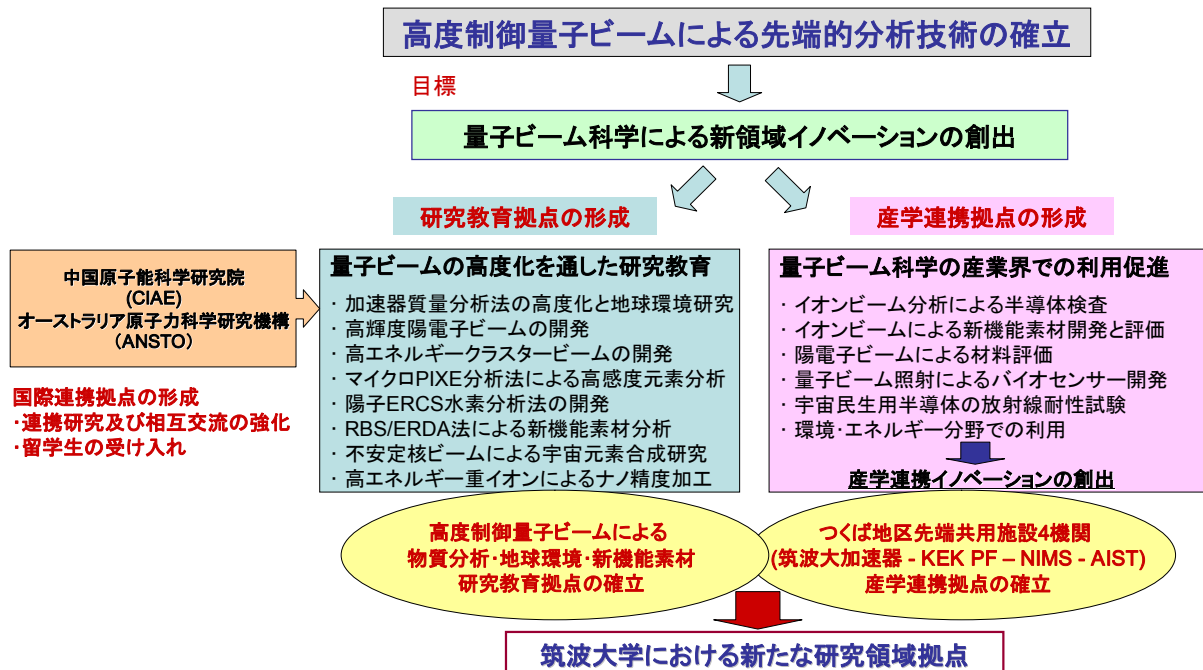 高度制御量子ビームによる先端的分析技術の確立
目標
量子ビーム科学による新領域イノベーションの創出
研究教育拠点の形成
産学連携拠点の形成
中国原子能科学研究院
(CIAE)
オーストラリア原子力科学研究機構
(ANSTO)
国際連携拠点の形成
・連携研究及び相互交流の強化
・留学生の受け入れ
量子ビームの高度化を通した研究教育
・ 加速器質量分析法の高度化と地球環境研究
・ 高輝度陽電子ビームの開発
・ 高エネルギークラスタービームの開発
・ マイクロPIXE分析法による高感度元素分析
・ 陽子ERCS水素分析法の開発
・ RBS/ERDA法による新機能素材分析
・ 不安定核ビームによる宇宙元素合成研究
・ 高エネルギー重イオンによるナノ精度加工
量子ビーム科学の産業界での利用促進
・ イオンビーム分析による半導体検査
・ イオンビームによる新機能素材開発と評価
・ 陽電子ビームによる材料評価
・ 量子ビーム照射によるバイオセンサー開発
・ 宇宙民生用半導体の放射線耐性試験
・ 環境・エネルギー分野での利用
産学連携イノベーションの創出
高度制御量子ビームによる
物質分析・地球環境・新機能素材
研究教育拠点の確立
つくば地区先端共用施設4機関
(筑波大加速器 - KEK PF – NIMS - AIST)
産学連携拠点の確立
筑波大学における新たな研究領域拠点